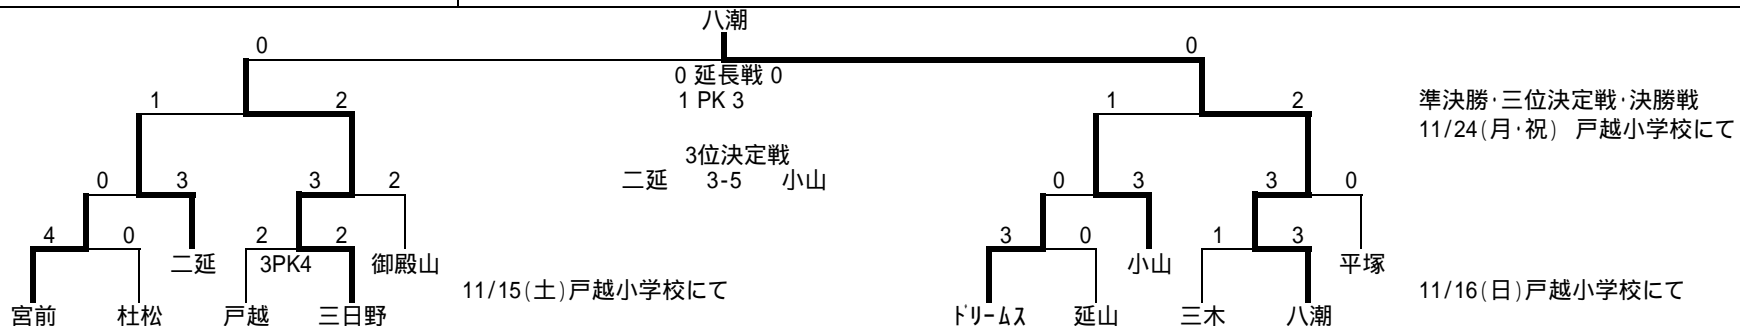 八潮
0 0
0 延長戦 0
1 PK 3
1 2 1 2
準決勝・三位決定戦・決勝戦
11/24(月・祝) 戸越小学校にて
3位決定戦
二延 3-5 小山
0 3 3 2 0 3 3 0
4 0 2 2 3 0 1 3
二延 3PK4 御殿山 小山 平塚
11/15(土)戸越小学校にて
11/16(日)戸越小学校にて
宮前 杜松 戸越 三日野 ドリームス 延山 三木 八潮